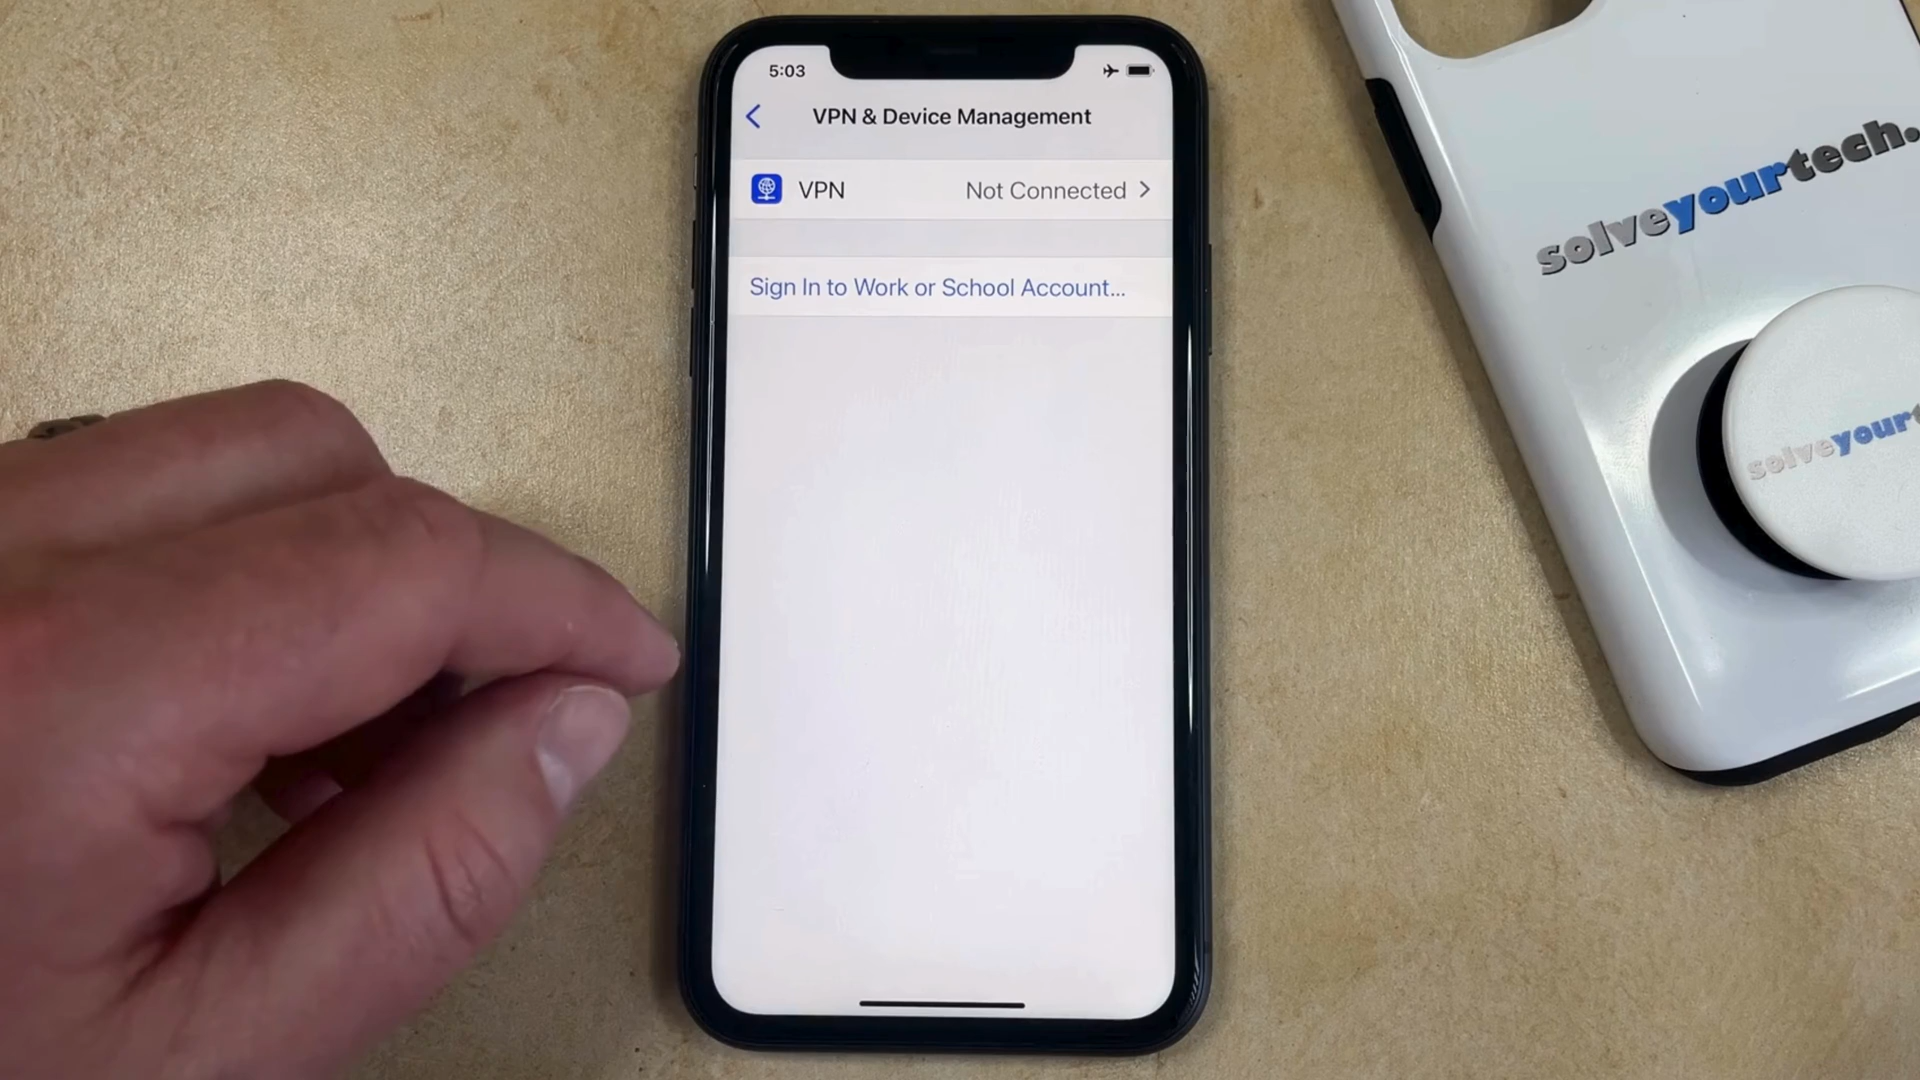 5:03
VPN & Device Management
VPN Not Connected
Sign In to Work or School Account...
solveyourtech.
solveyour